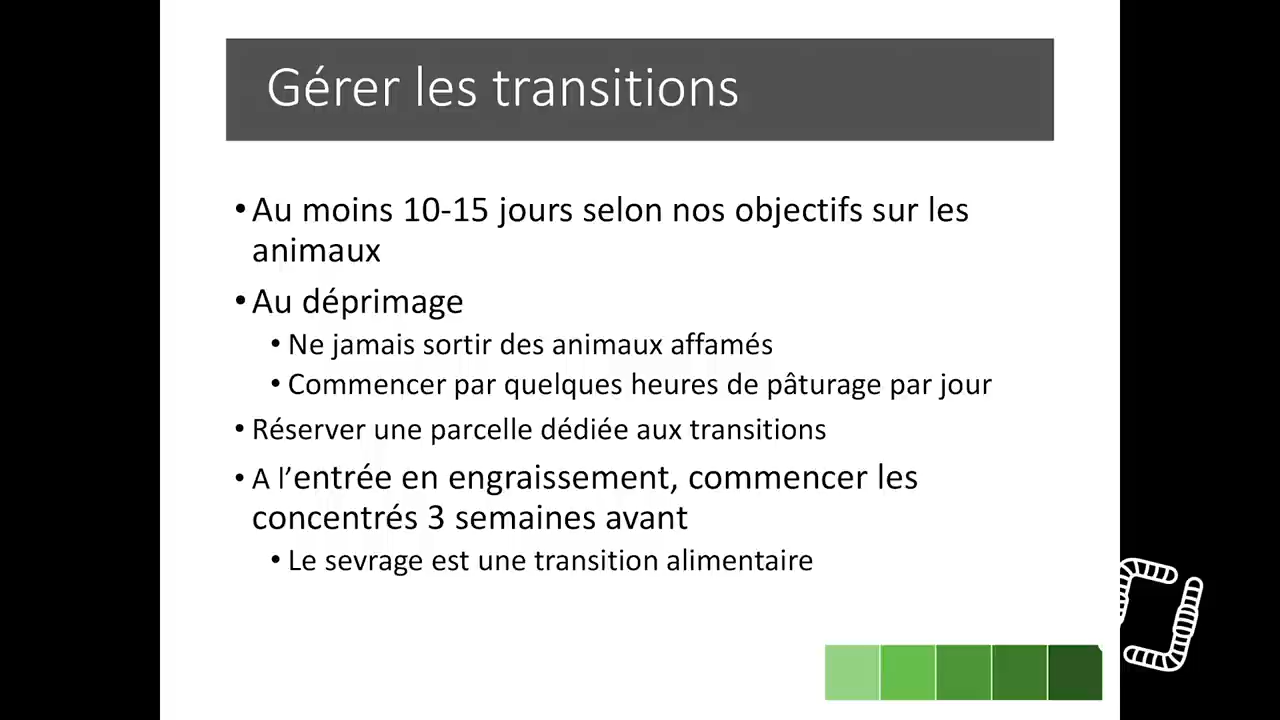 Gérer les transitions
•Au moins 10-15 jours selon nos objectifs sur les
animaux
•Au déprimage
•Ne jamais sortir des animaux affamés
•Commencer par quelques heures de pâturage par jour
•Réserver une parcelle dédiée aux transitions
•A l’entrée en engraissement, commencer les
concentrés 3 semaines avant
•Le sevrage est une transition alimentaire